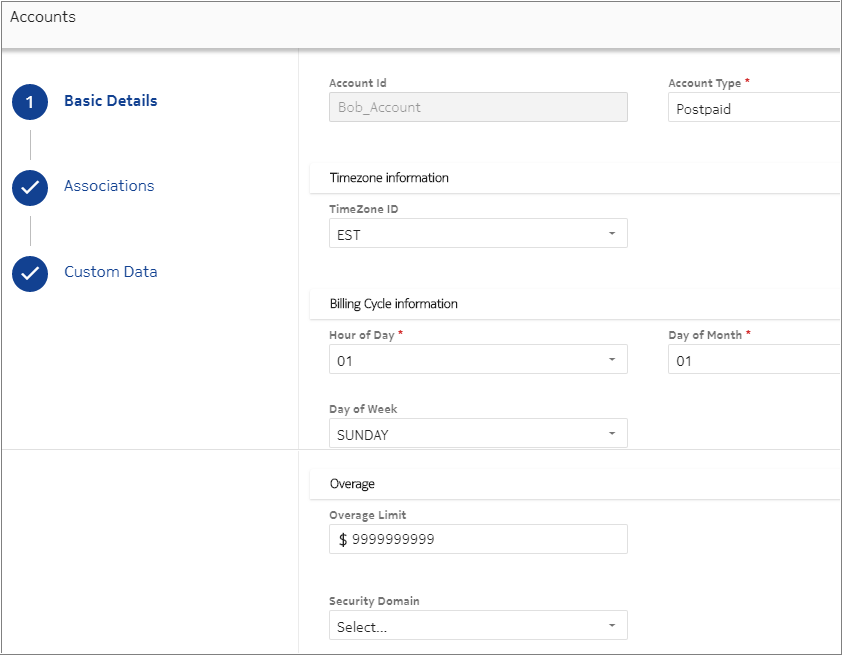 Accounts
1 Basic Details
Associations
Custom Data
Account Id
Account Type *
Bob_Account
Postpaid
Timezone information
TimeZone ID
EST
Billing Cycle information
Hour of Day *
Day of Month *
01
01
Day of Week
SUNDAY
Overage
Overage Limit
$ 9999999999
Security Domain
Select...